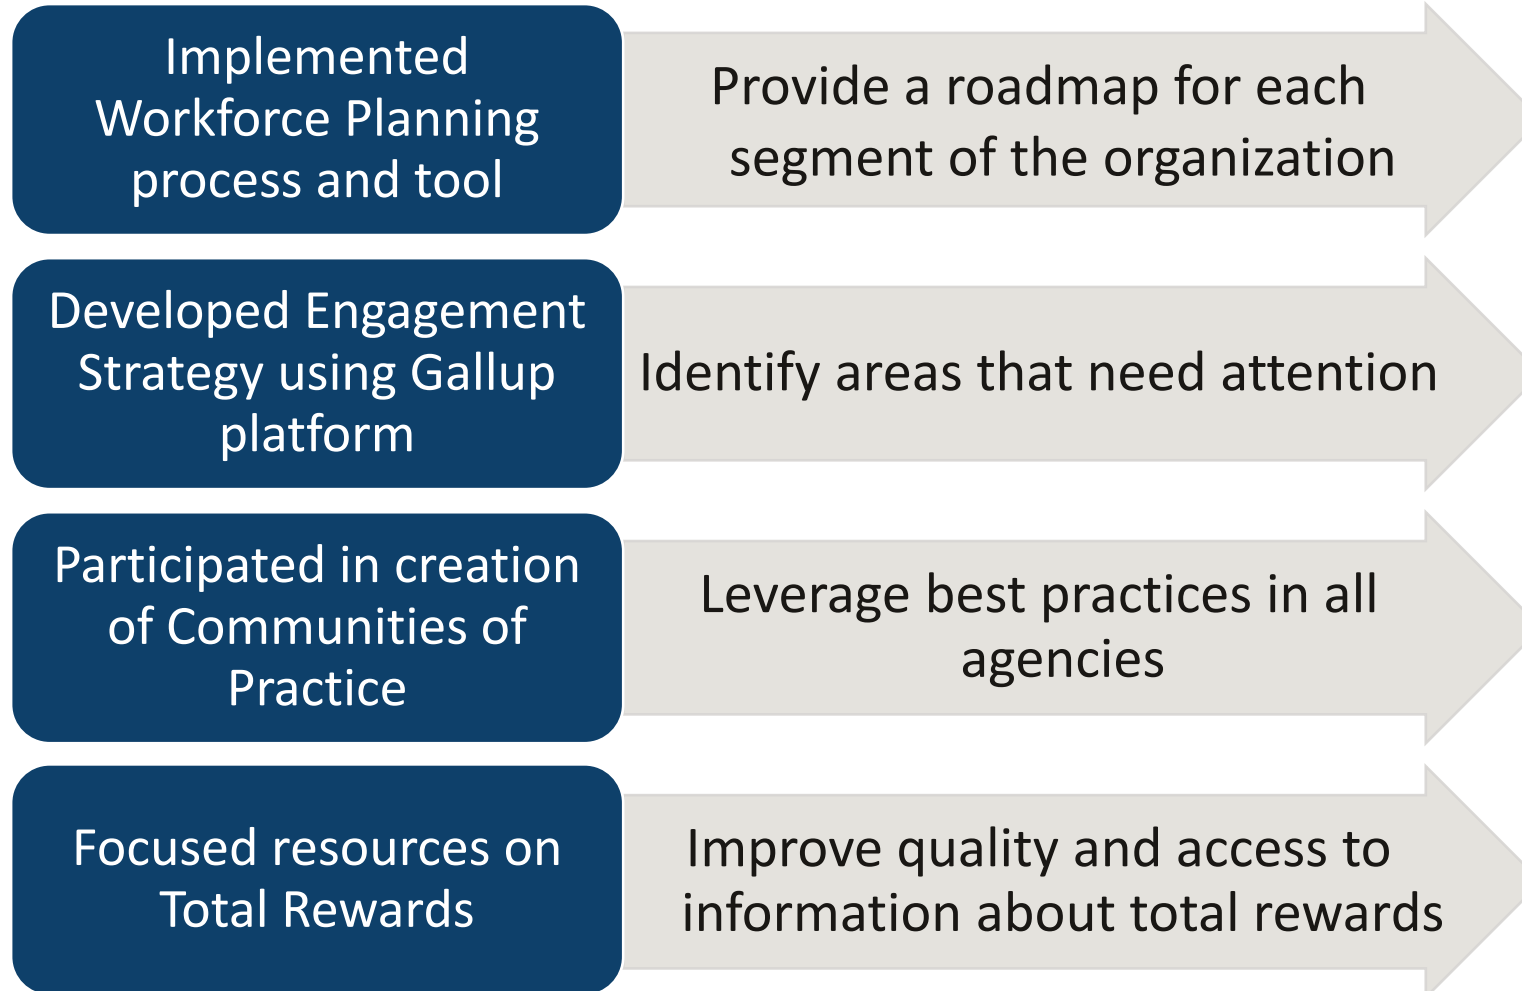 Implemented
Workforce Planning
process and tool
Provide a roadmap for each
segment of the organization
Developed Engagement
Strategy using Gallup
platform
Identify areas that need attention
Participated in creation
of Communities of
Practice
Leverage best practices in all
agencies
Focused resources on
Total Rewards
Improve quality and access to
information about total rewards